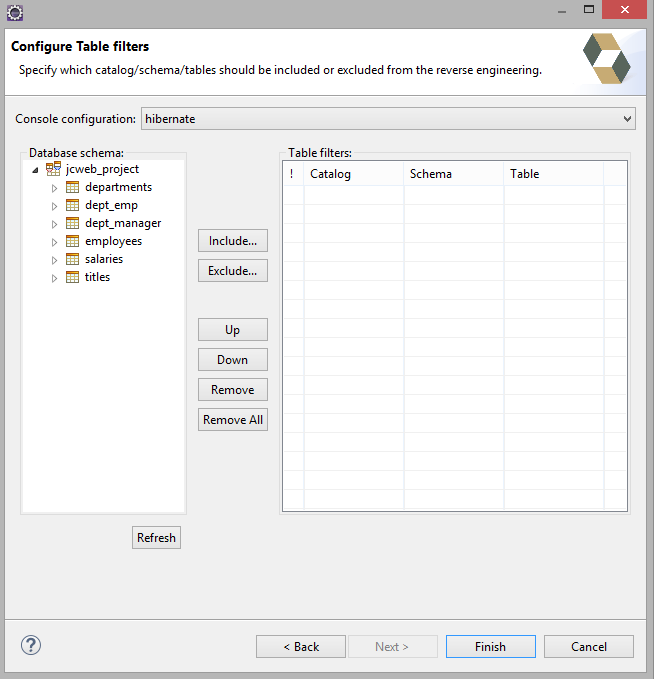 Configure Table filters
Specify which catalog/schema/tables should be included or excluded from the reverse engineering.
Console configuration: hibernate
Database schema:
jcweb_project
departments
dept_emp
dept_manager
employees
salaries
titles
Refresh
Include...
Exclude...
Up
Down
Remove
Remove All
Table filters:
! Catalog Schema Table
? < Back Next > Finish Cancel